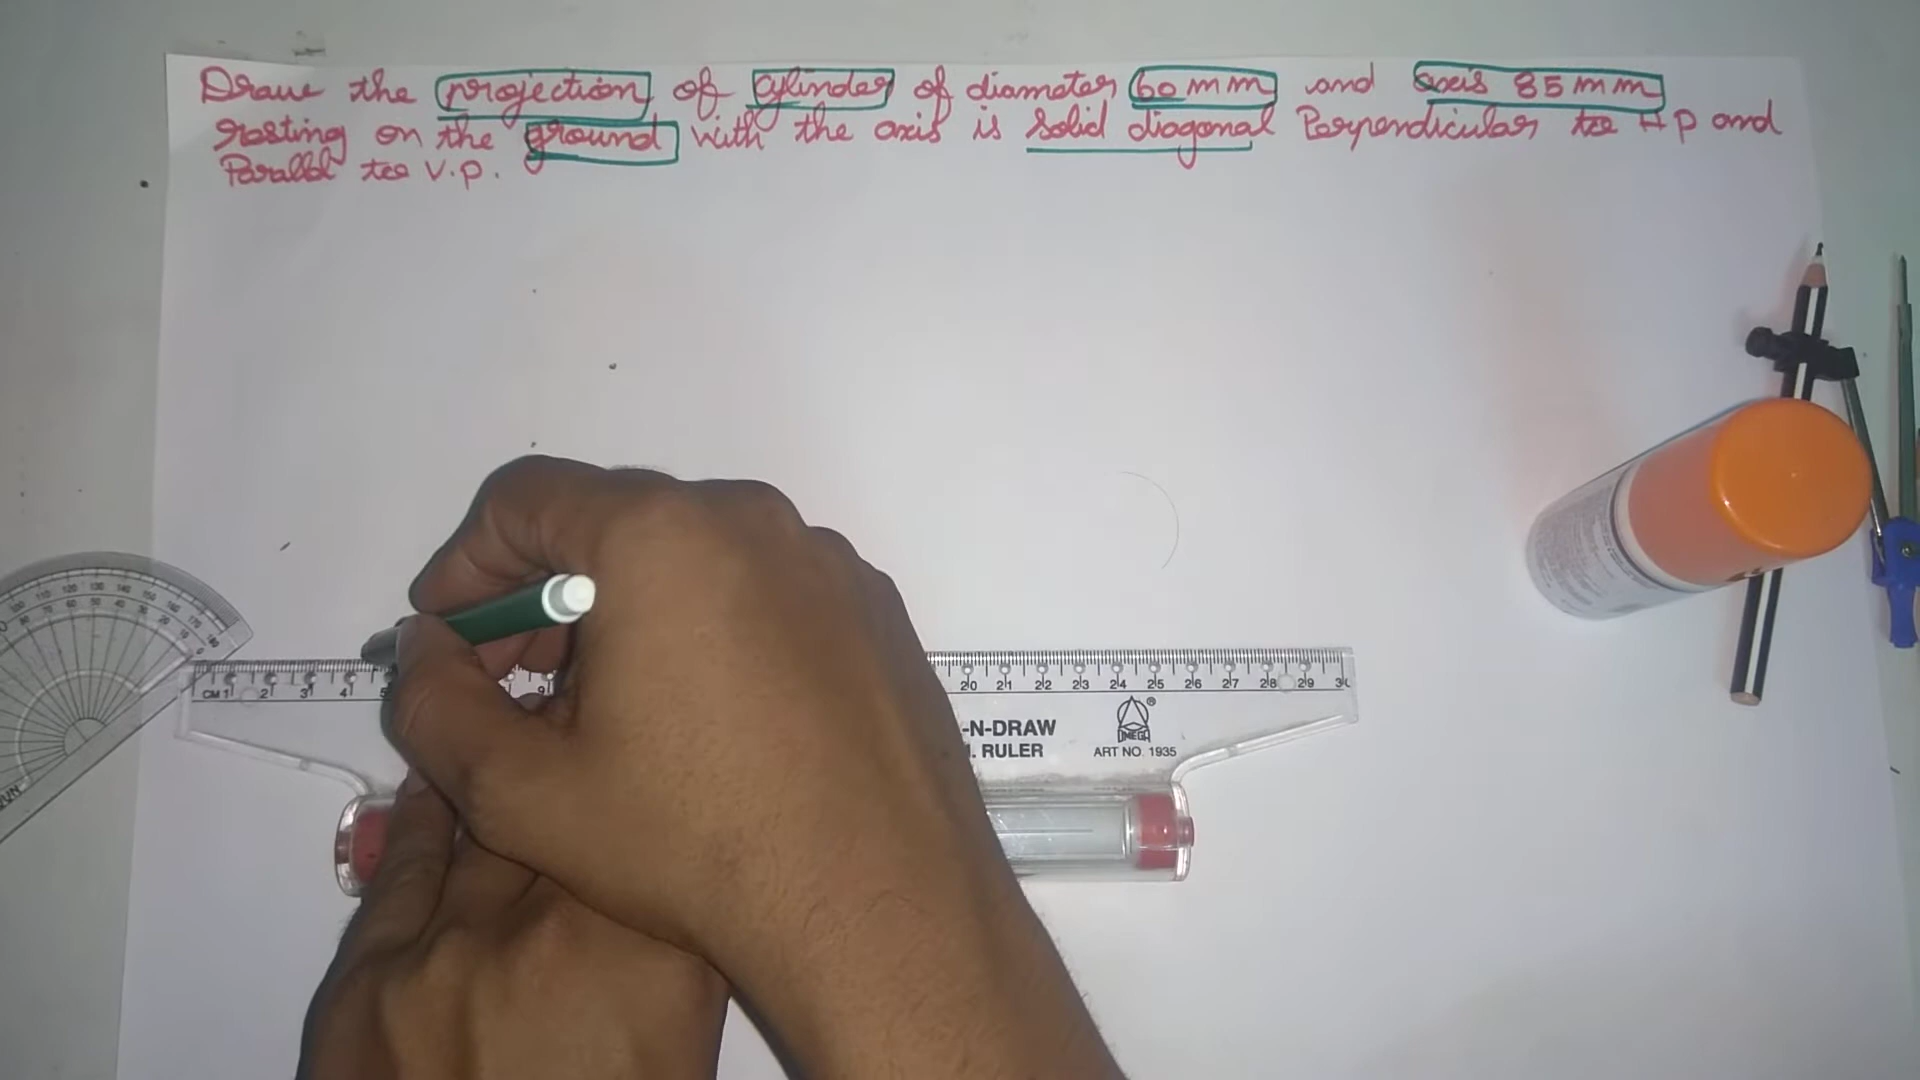 Draw the projection of cylinder of diameter 60 mm and axis 85 mm
resting on the ground with the axis is solid diagonal Perpendicular to H P and
Parallel to V.P.
CM 1 2 3 4 5 9 20 21 22 23 24 25 26 27 28 29 30
-N-DRAW
RULER
OMEGA ®
ART NO. 1935